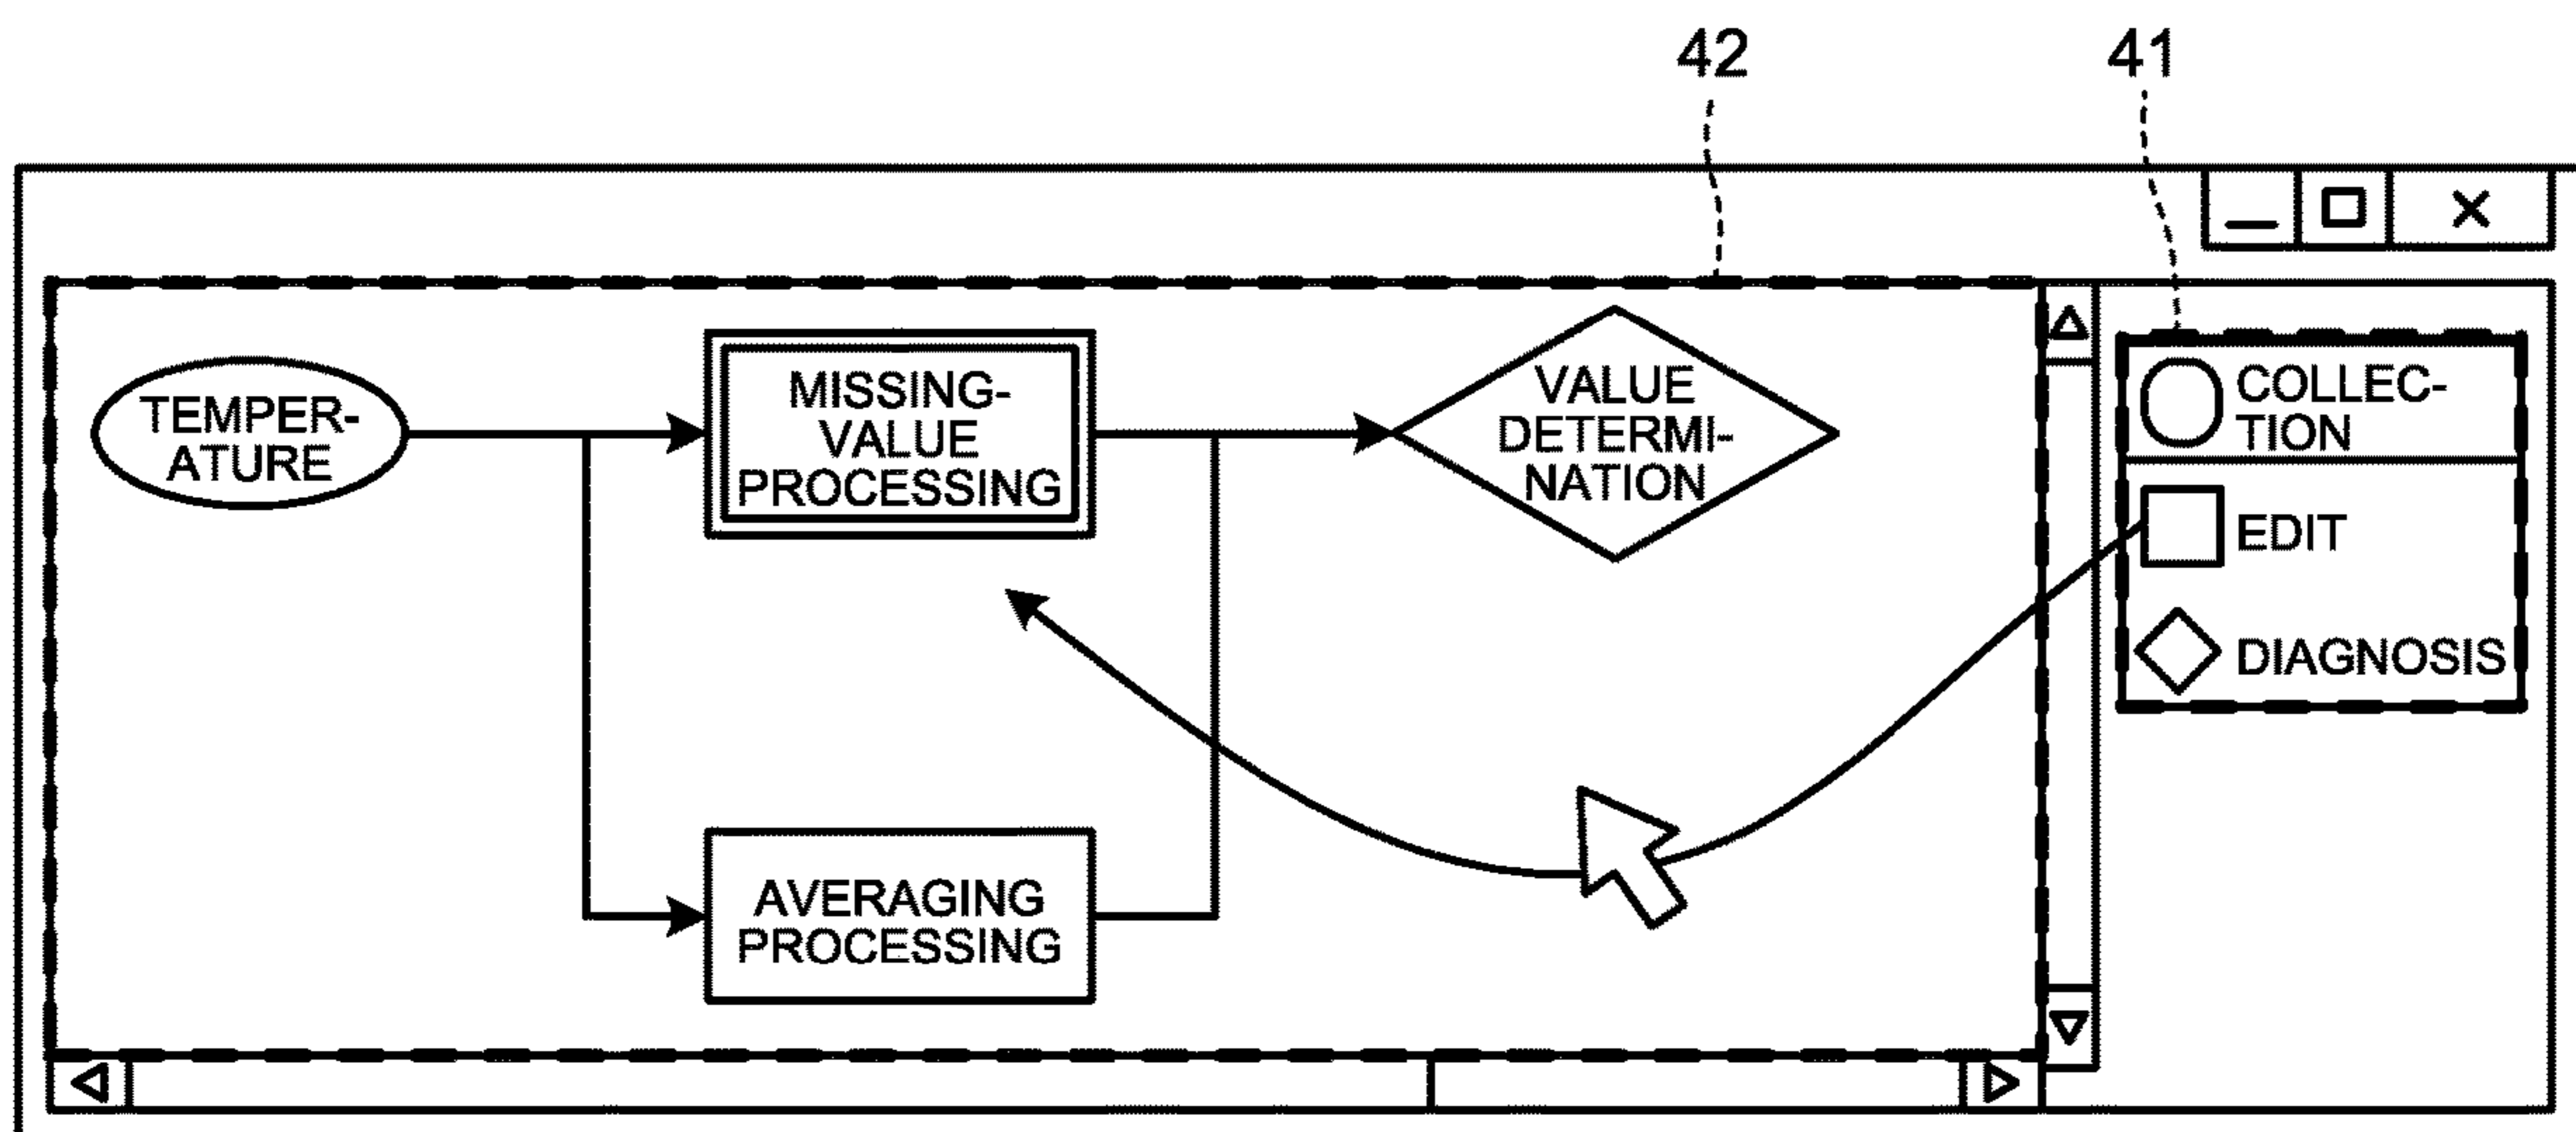 42
41
TEMPER-
ATURE
MISSING-
VALUE
PROCESSING
VALUE
DETERMI-
NATION
COLLEC-
TION
EDIT
DIAGNOSIS
AVERAGING
PROCESSING